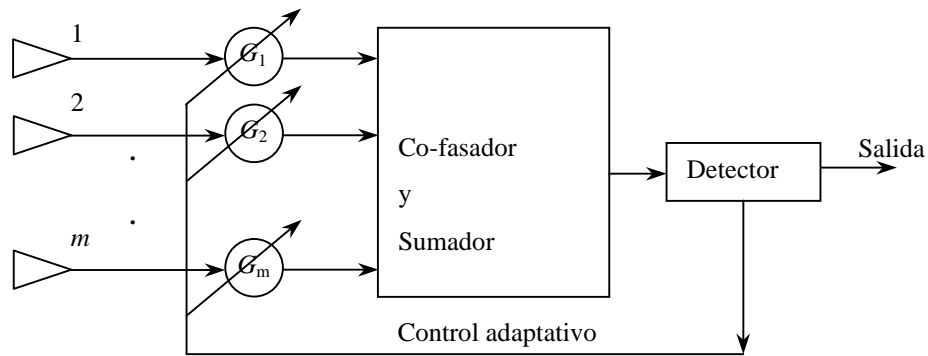 1
G1
2
G2
Co-fasador
y
Sumador
Detector
Salida
m
Gm
Control adaptativo